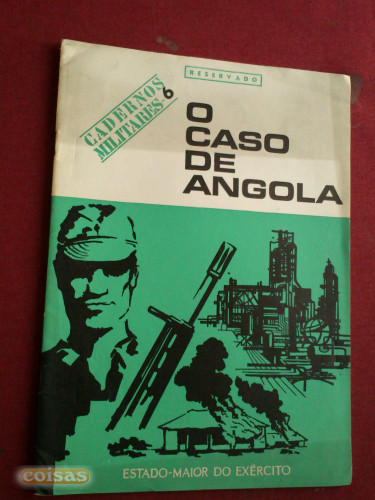 RESERVADO
CADERNOS
MILITARES-6
O
CASO
DE
ANGOLA
ESTADO-MAIOR DO EXÉRCITO
coisas